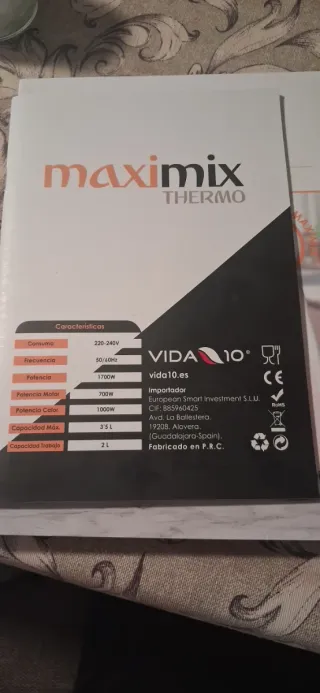 maximix
THERMO
Características
Consumo 220-240V
Frecuencia 50/60Hz
Potencia 1700W
Potencia Motor 700W
Potencia Calor 1000W
Capacidad Máx. 3'5 L
Capacidad Trabajo 2 L
VIDA 10®
vida10.es
Importador
European Smart Investment S.L.U.
CIF: B85960425
Avd. La Ballestera,
19208, Alovera,
(Guadalajara-Spain),
Fabricado en P.R.C.
CE
RoHS